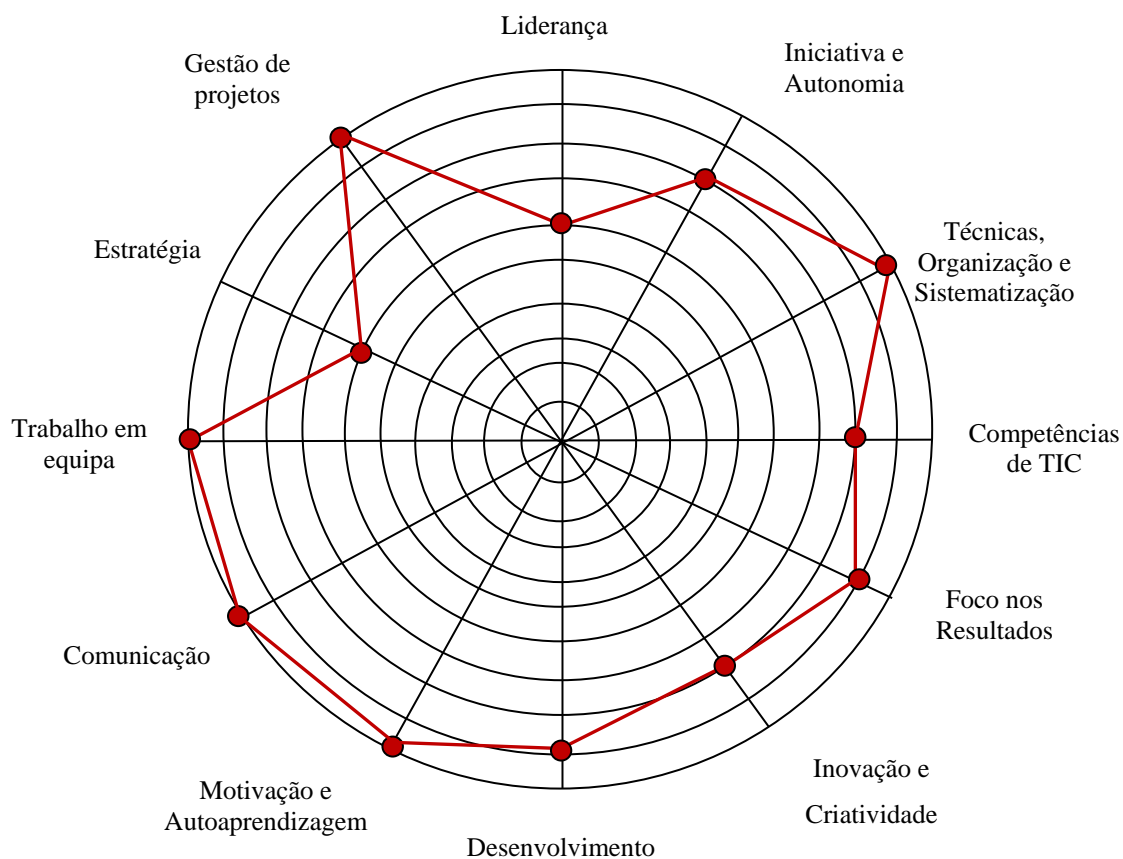 Liderança
Iniciativa e
Autonomia
Técnicas,
Organização e
Sistematização
Competências
de TIC
Foco nos
Resultados
Inovação e
Criatividade
Desenvolvimento
Motivação e
Autoaprendizagem
Comunicação
Trabalho em
equipa
Estratégia
Gestão de
projetos